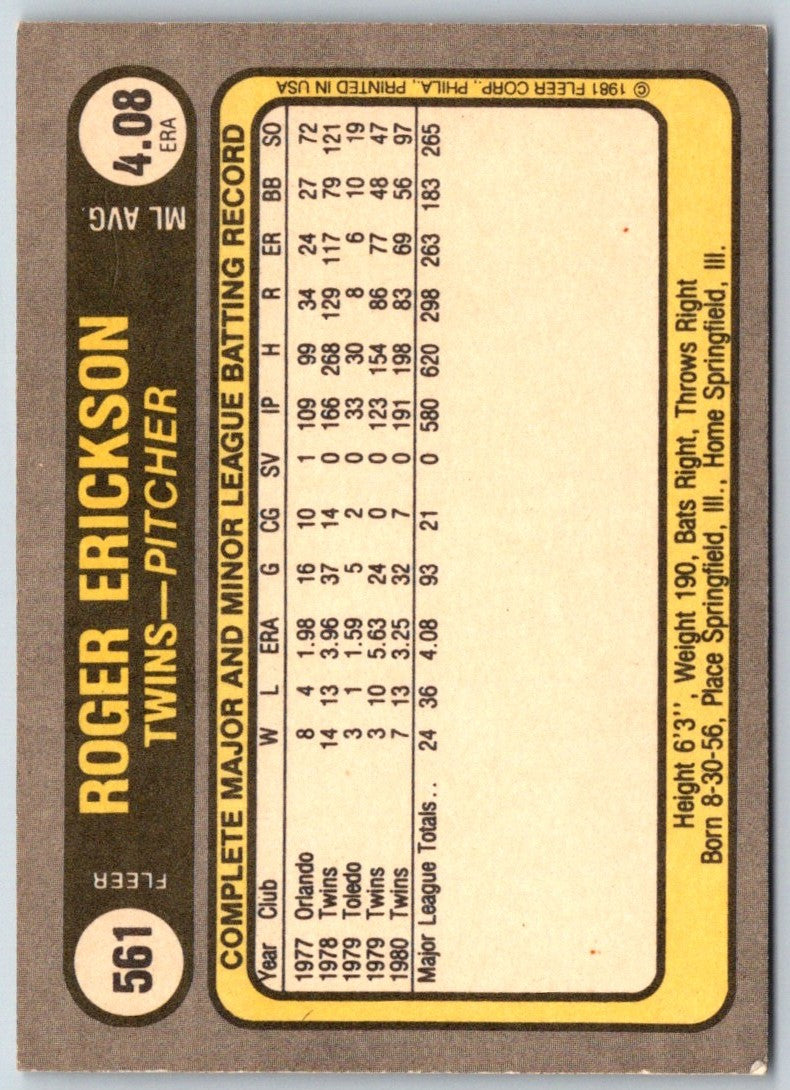 561
FLEER
ROGER ERICKSON
TWINS—PITCHER
ML AVG.
4.08
ERA
COMPLETE MAJOR AND MINOR LEAGUE BATTING RECORD
Year Club W L ERA G CG SV IP H R ER BB SO
1977 Orlando 8 4 1.98 16 10 1 109 99 34 24 27 72
1978 Twins 14 13 3.96 37 14 0 166 268 129 117 79 121
1979 Toledo 3 1 1.59 5 2 0 33 30 8 6 10 19
1979 Twins 3 10 5.63 24 0 0 123 154 86 77 48 47
1980 Twins 7 13 3.25 32 7 0 191 198 83 69 56 97
Major League Totals.. 24 36 4.08 93 21 0 580 620 298 263 183 265
Height 6'3'', Weight 190, Bats Right, Throws Right
Born 8-30-56, Place Springfield, Ill., Home Springfield, Ill.
© 1981 FLEER CORP., PHILA., PRINTED IN USA